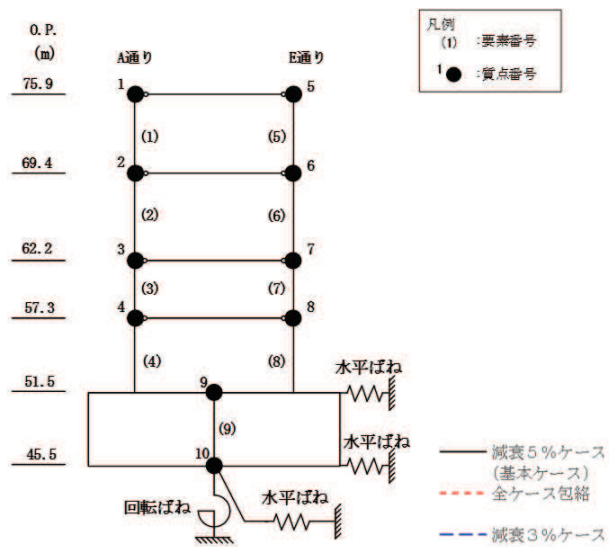 O.P.
(m)
A通り
E通り
凡例
(1) :要素番号
1 :質点番号
75.9
1
5
(1)
(5)
69.4
2
6
(2)
(6)
62.2
3
7
(3)
(7)
57.3
4
8
(4)
(8)
水平ばね
51.5
9
(9)
水平ばね
45.5
10
回転ばね
水平ばね
減衰5%ケース
(基本ケース)
全ケース包絡
減衰3%ケース